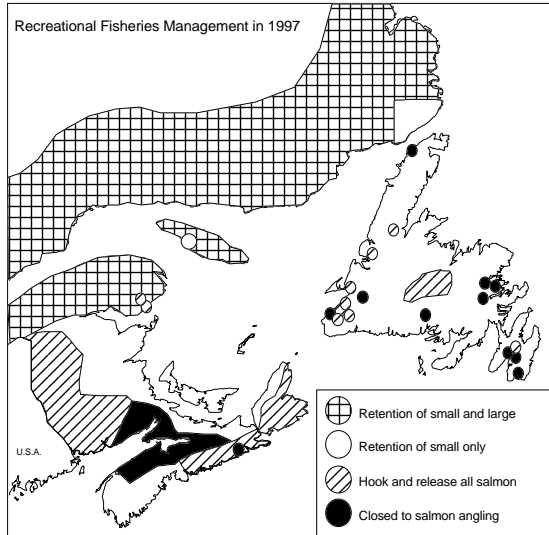 Recreational Fisheries Management in 1997
U.S.A.
Retention of small and large
Retention of small only
Hook and release all salmon
Closed to salmon angling